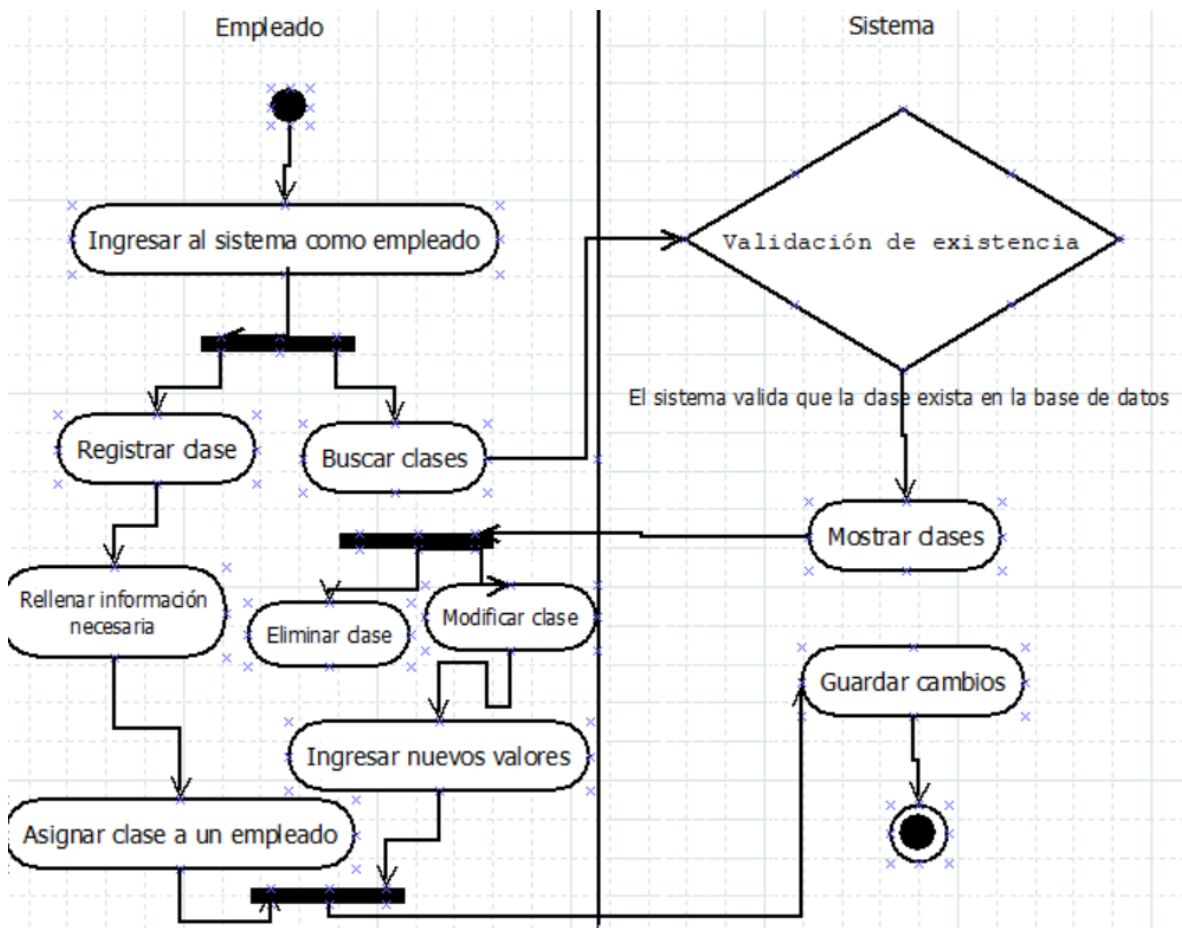 Empleado
Sistema
Ingresar al sistema como empleado
Validación de existencia
El sistema valida que la clase exista en la base de datos
Registrar clase
Buscar clases
Mostrar clases
Rellenar información
necesaria
Eliminar clase
Modificar clase
Guardar cambios
Ingresar nuevos valores
Asignar clase a un empleado